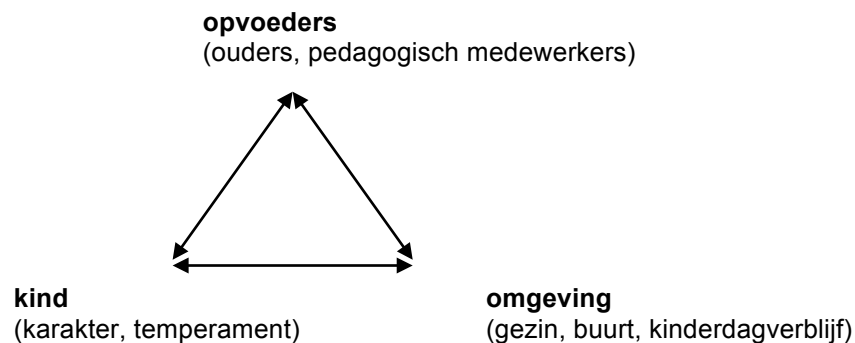 opvoeders
(ouders, pedagogisch medewerkers)
kind
(karakter, temperament)
omgeving
(gezin, buurt, kinderdagverblijf)